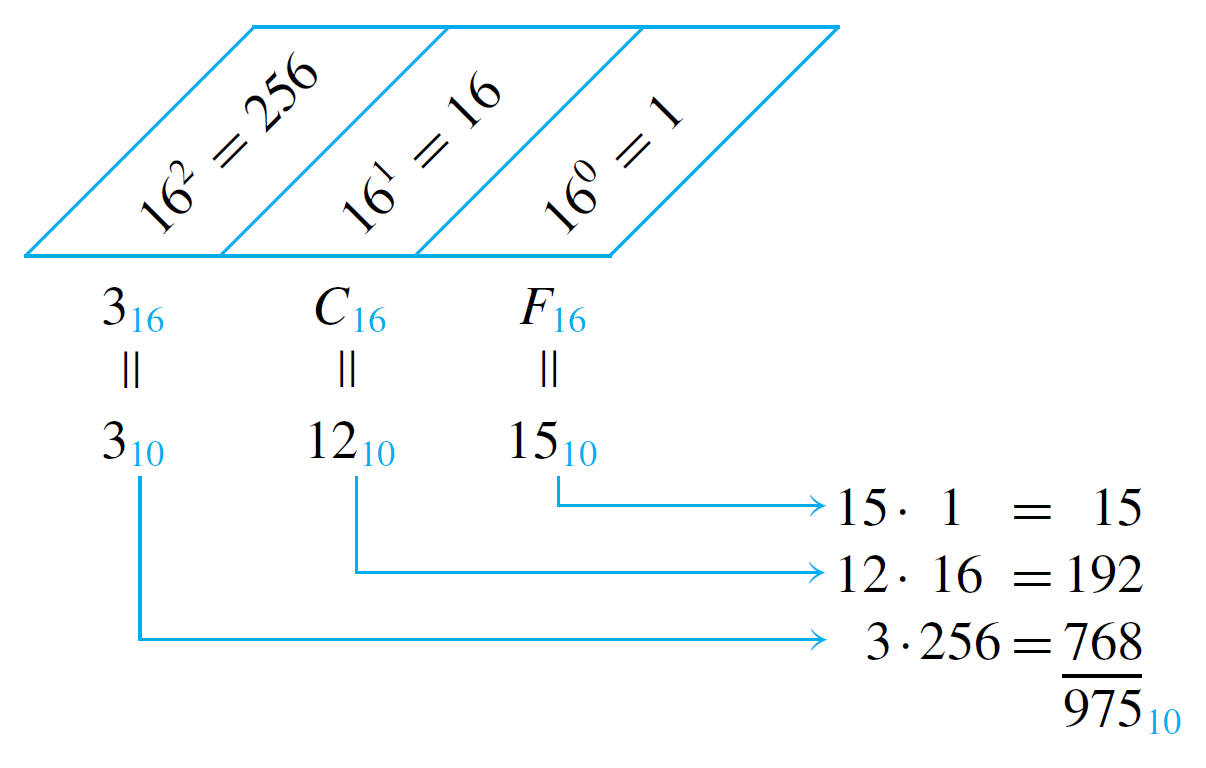 16² = 256 16¹ = 16 16⁰ = 1
3₁₆ C₁₆ F₁₆
|| || ||
3₁₀ 12₁₀ 15₁₀
15 · 1 = 15
12 · 16 = 192
3 · 256 = 768
975₁₀